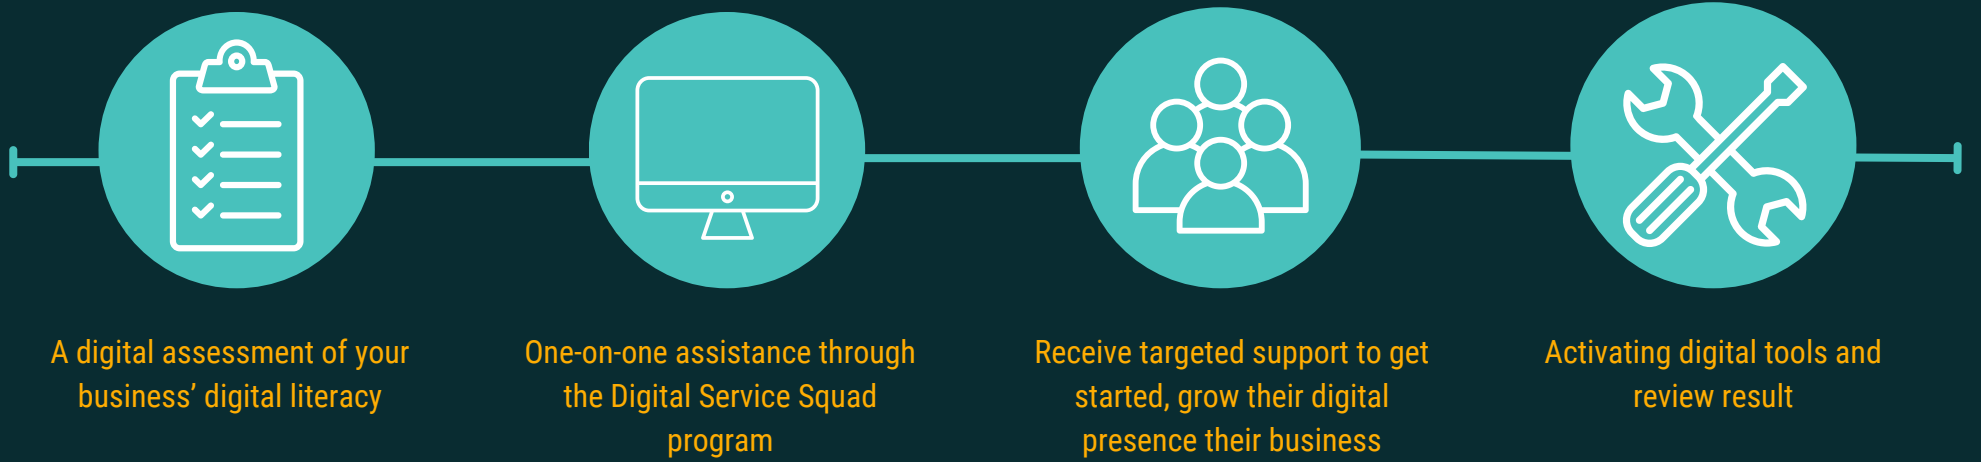 A digital assessment of your
business’ digital literacy
One-on-one assistance through
the Digital Service Squad
program
Receive targeted support to get
started, grow their digital
presence their business
Activating digital tools and
review result